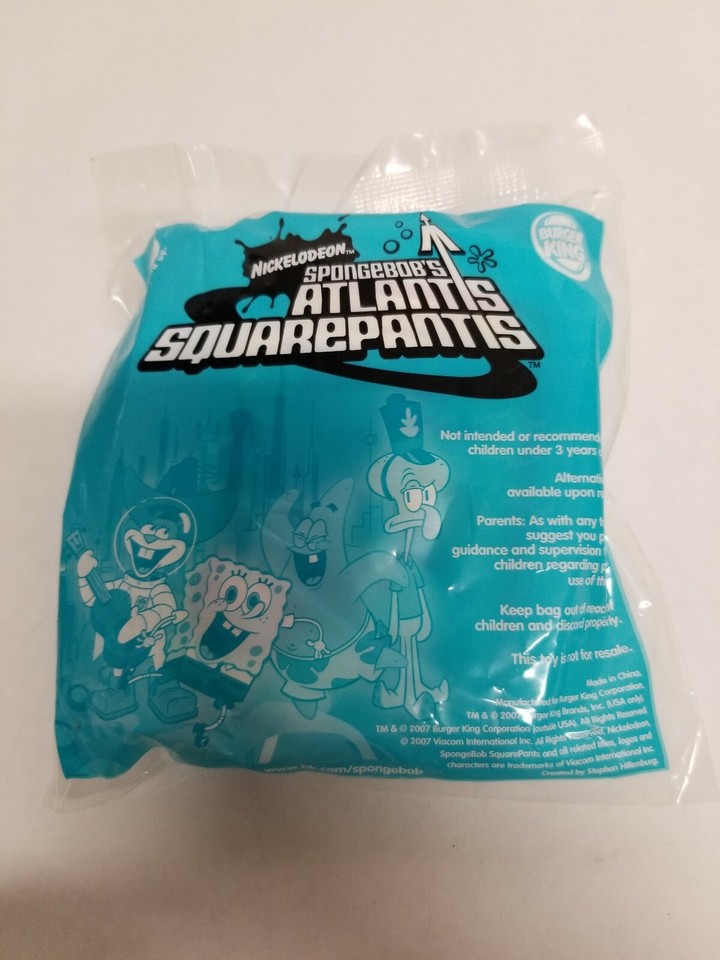 NICKELODEON™
SPONGEBOB'S
ATLANTIS
SQUAREPANTIS™
BURGER
KING
Not intended or recommend
children under 3 years
Alternati
available upon
Parents: As with any
suggest you
guidance and supervision
children regarding
use of
Keep bag out of reach
children and discard properly.
This toy is not for resale.
Made in China.
Manufactured for Burger King Corporation.
TM & © 2007 Burger King Brands, Inc. (USA only).
TM & © 2007 Burger King Corporation (outside USA). All Rights Reserved.
© 2007 Viacom International Inc. All Rights Reserved. Nickelodeon,
SpongeBob SquarePants and all related titles, logos and
characters are trademarks of Viacom International Inc.
Created by Stephen Hillenburg.
www.bk.com/spongebob